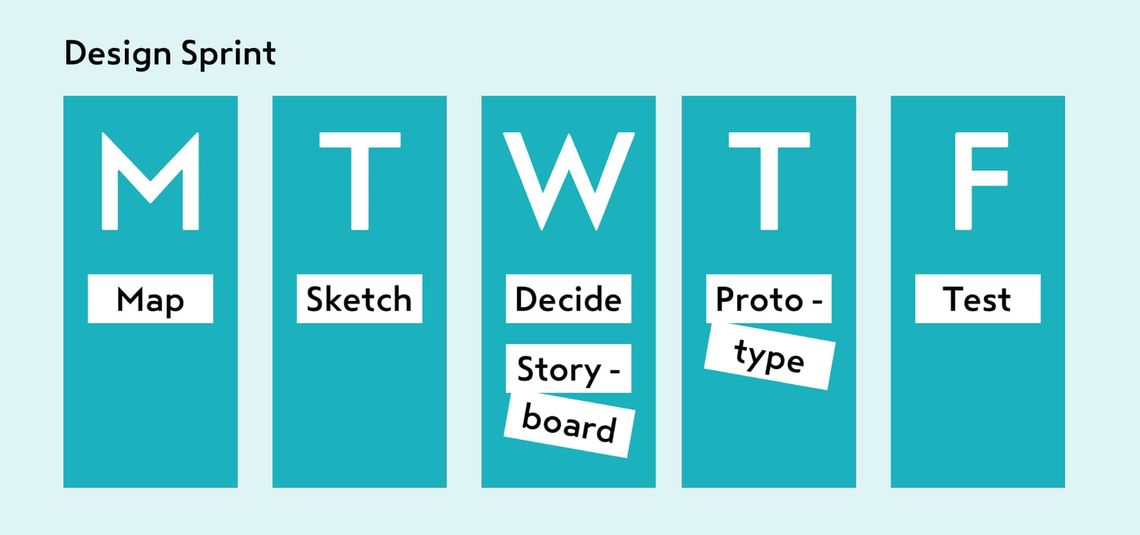 Design Sprint
M
Map
T
Sketch
W
Decide
Story -
board
T
Proto -
type
F
Test